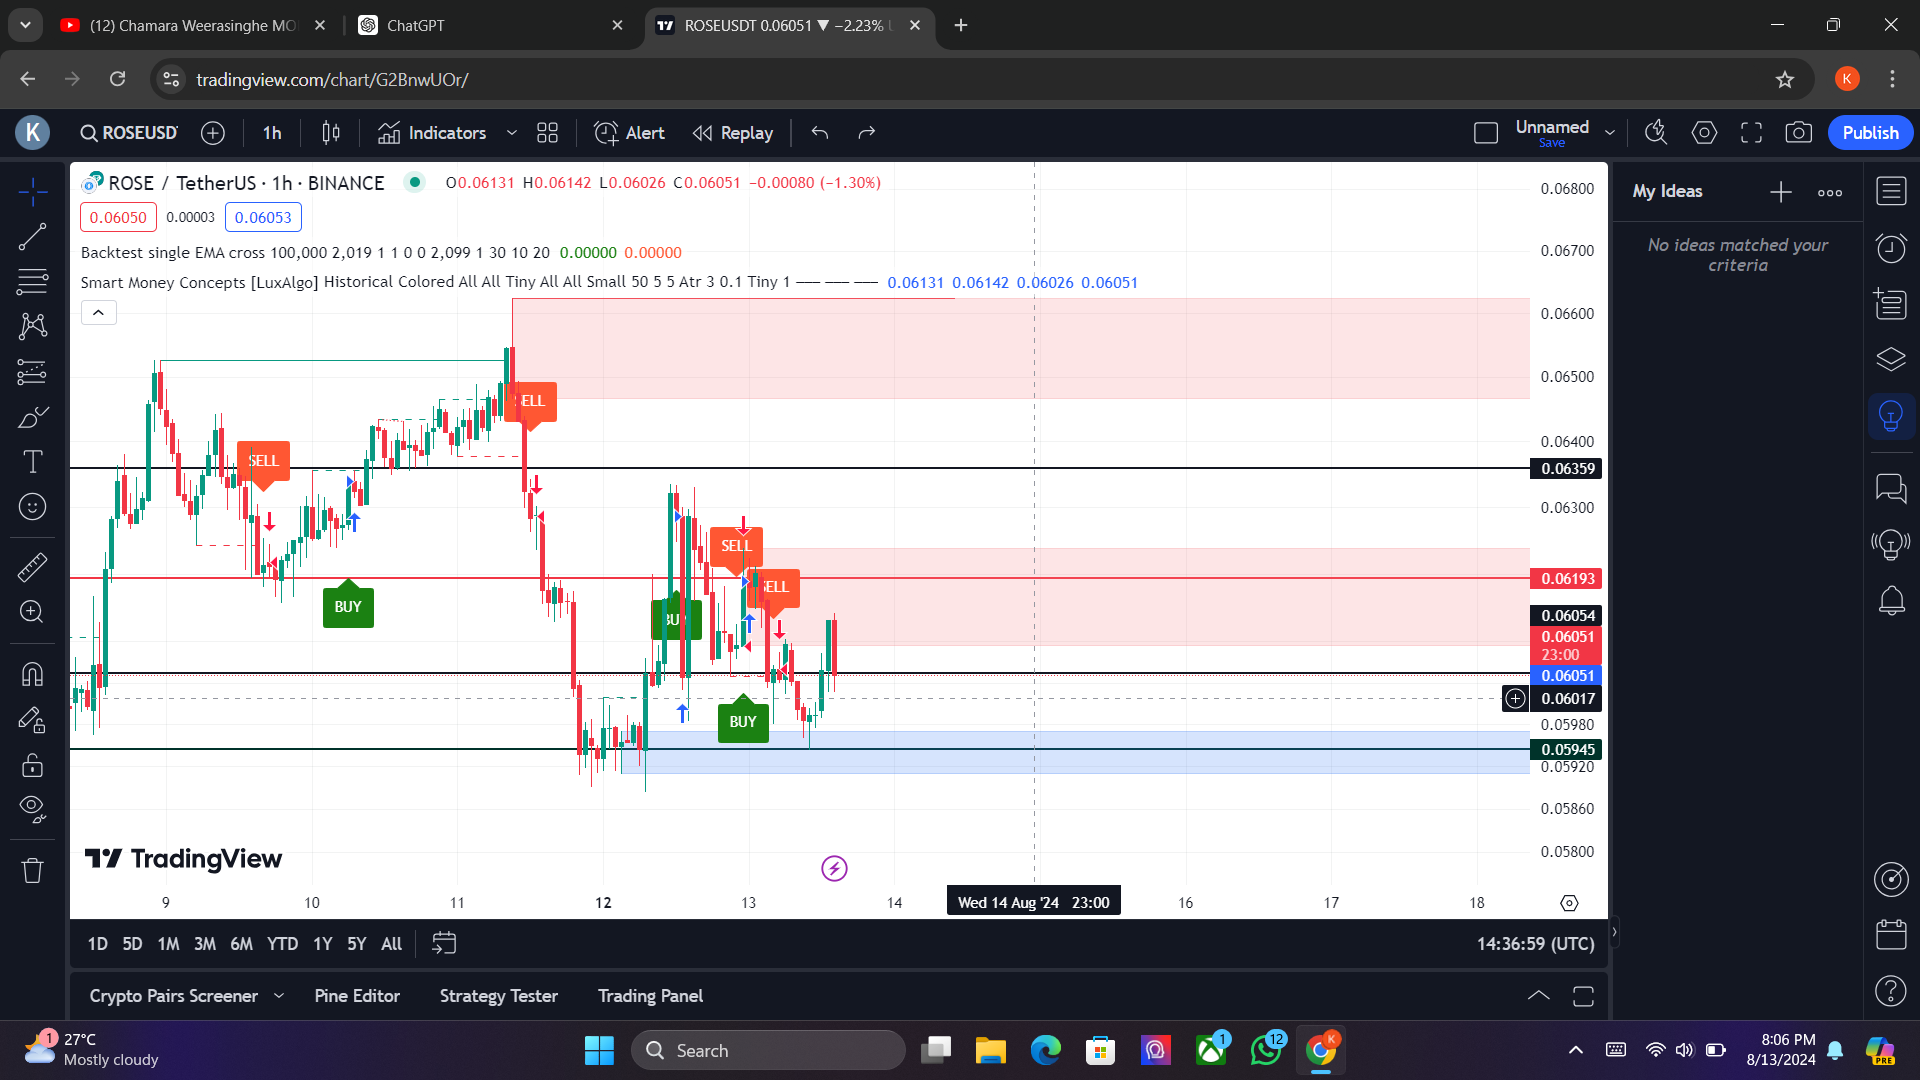 (12) Chamara Weerasinghe MO
ChatGPT
ROSEUSDT 0.06051 ▼ −2.23% U
tradingview.com/chart/G2BnwUOr/
K
K
ROSEUSD
1h
Indicators
Alert
Replay
Unnamed
Save
Publish
ROSE / TetherUS · 1h · BINANCE
O0.06131 H0.06142 L0.06026 C0.06051 −0.00080 (−1.30%)
0.06050
0.00003
0.06053
Backtest single EMA cross 100,000 2,019 1 1 0 0 2,099 1 30 10 20 0.00000 0.00000
Smart Money Concepts [LuxAlgo] Historical Colored All All Tiny All All Small 50 5 5 Atr 3 0.1 Tiny 1 —— —— —— 0.06131 0.06142 0.06026 0.06051
My Ideas
No ideas matched your
criteria
0.06800
0.06700
0.06600
0.06500
0.06400
0.06359
0.06300
0.06193
0.06054
0.06051
23:00
0.06051
0.06017
0.05980
0.05945
0.05920
0.05860
0.05800
SELL
SELL
BUY
SELL
SELL
BUY
BUY
TradingView
9
10
11
12
13
14
Wed 14 Aug '24 23:00
16
17
18
1D 5D 1M 3M 6M YTD 1Y 5Y All
14:36:59 (UTC)
Crypto Pairs Screener
Pine Editor
Strategy Tester
Trading Panel
1
27°C
Mostly cloudy
Search
1
12
K
8:06 PM
8/13/2024
PRE